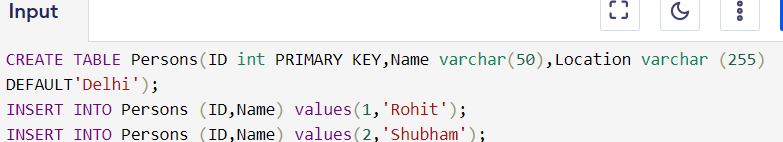 Input
CREATE TABLE Persons(ID int PRIMARY KEY,Name varchar(50),Location varchar (255)
DEFAULT'Delhi');
INSERT INTO Persons (ID,Name) values(1,'Rohit');
INSERT INTO Persons (ID,Name) values(2,'Shubham');